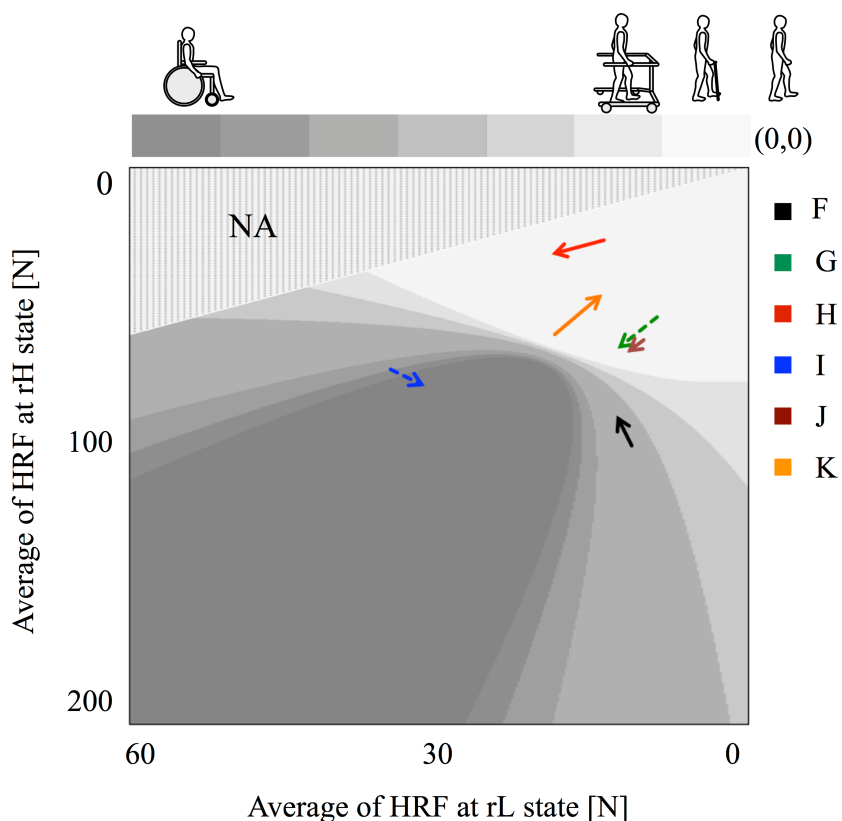 (0,0)
0
NA
F
G
H
I
J
K
100
200
Average of HRF at rH state [N]
60
30
0
Average of HRF at rL state [N]